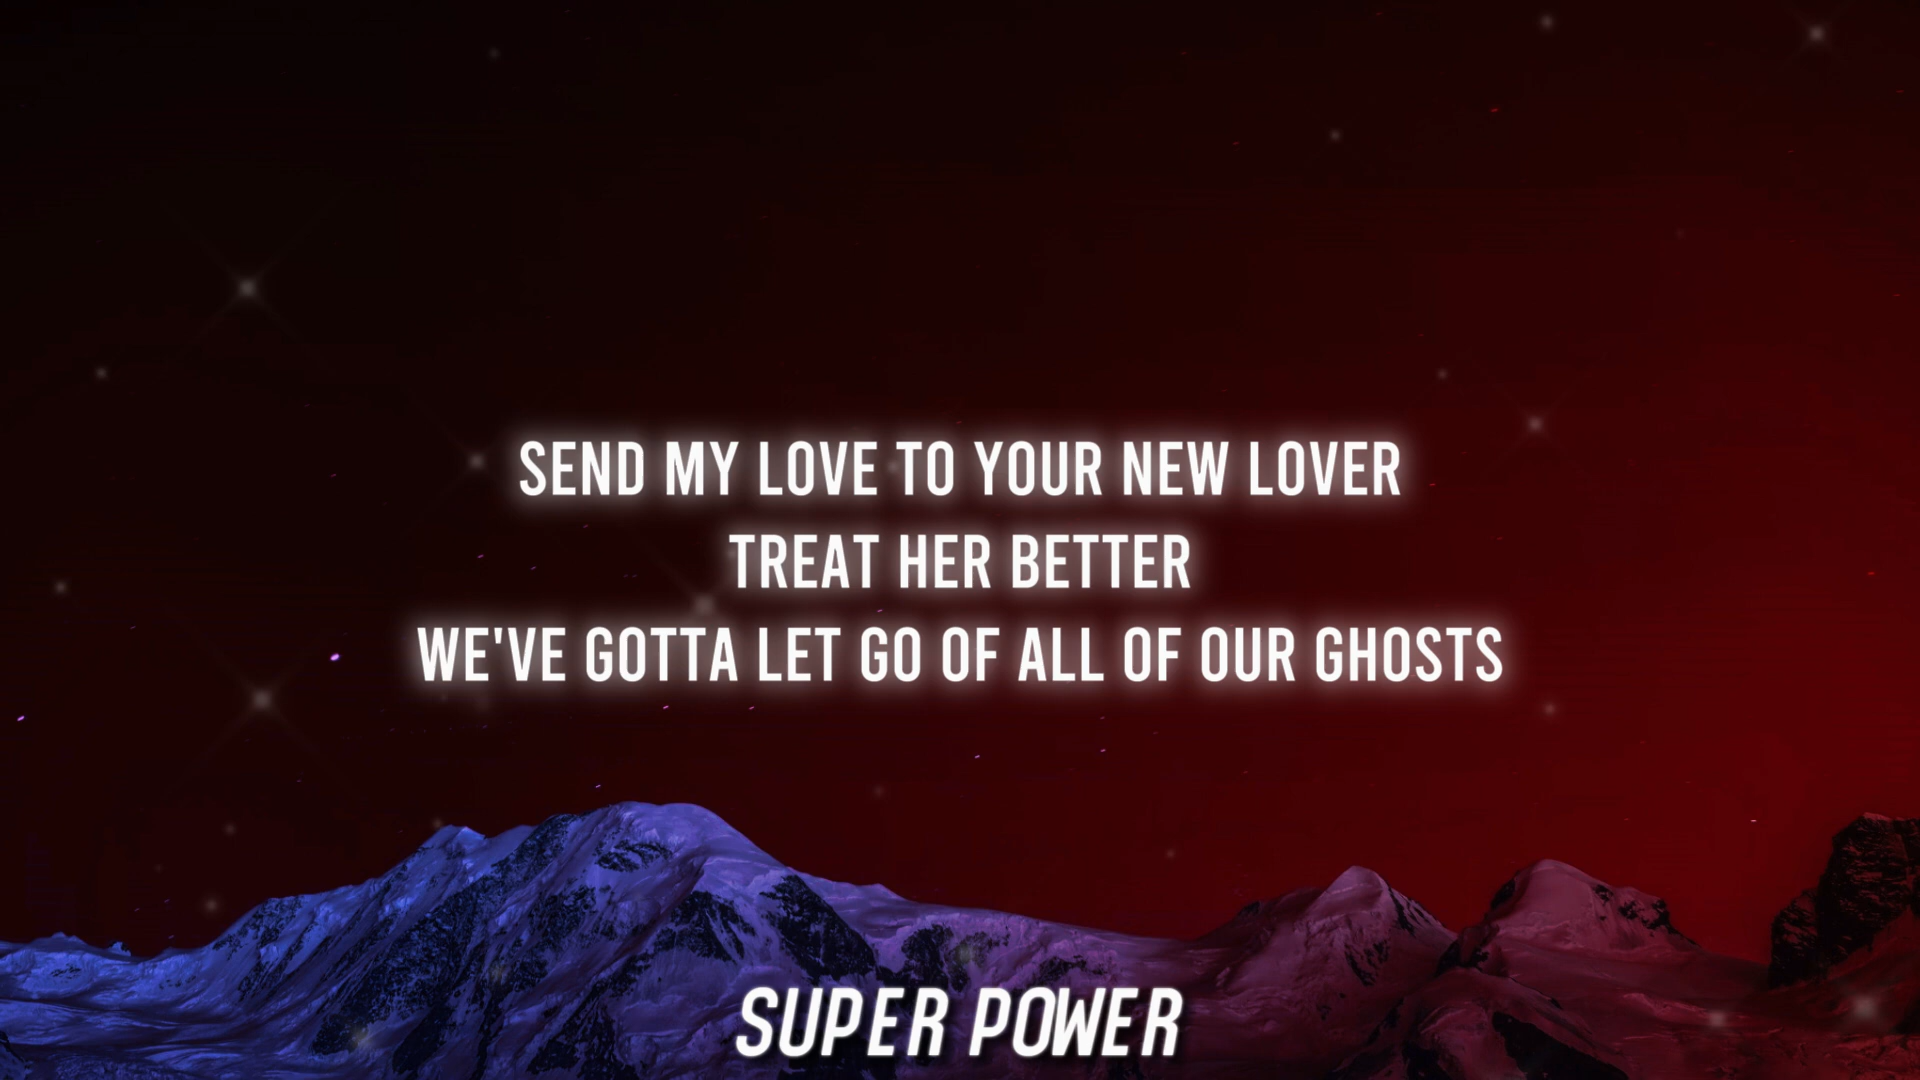 SEND MY LOVE TO YOUR NEW LOVER
TREAT HER BETTER
WE'VE GOTTA LET GO OF ALL OF OUR GHOSTS
SUPER POWER